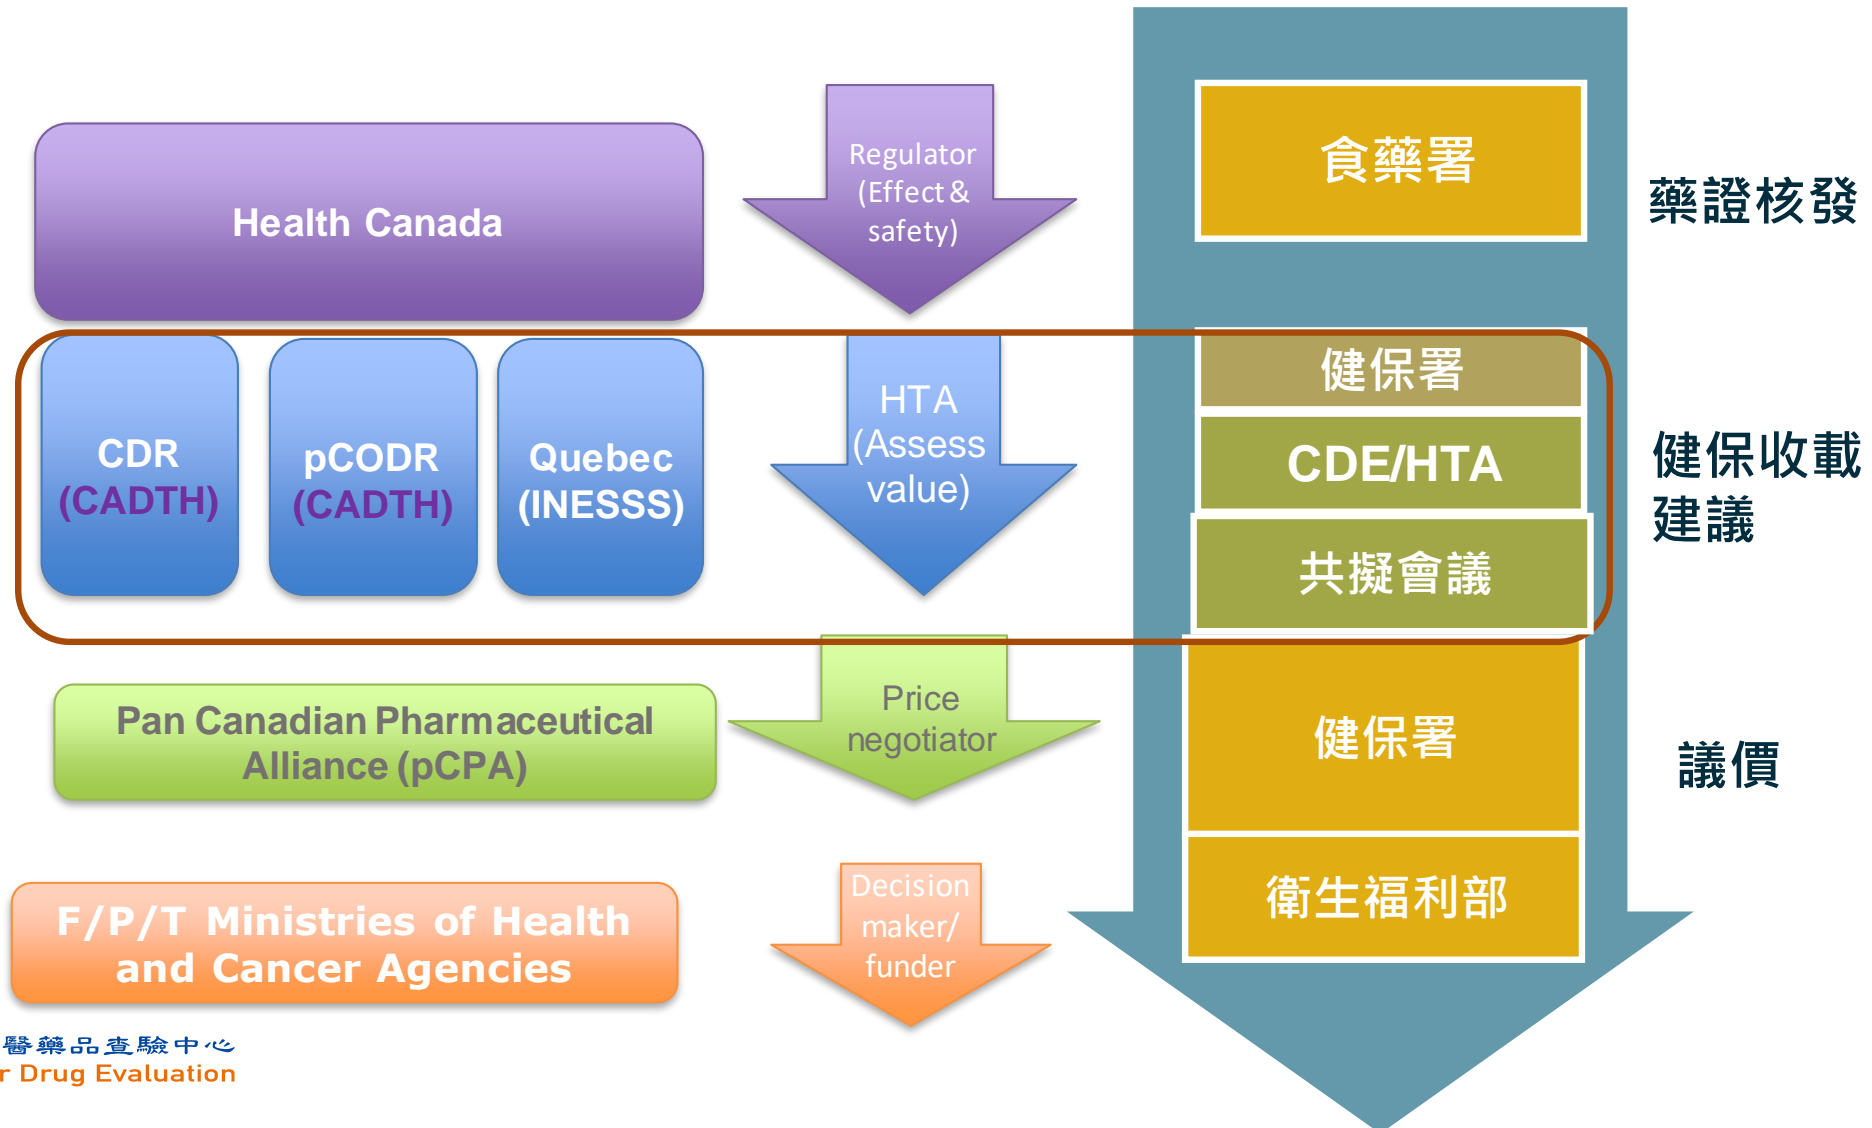 Health Canada
Regulator
(Effect &
safety)
食藥署
藥證核發
CDR
(CADTH)
pCODR
(CADTH)
Quebec
(INESSS)
HTA
(Assess
value)
健保署
CDE/HTA
共擬會議
健保收載
建議
Pan Canadian Pharmaceutical
Alliance (pCPA)
Price
negotiator
健保署
議價
F/P/T Ministries of Health
and Cancer Agencies
Decision
maker/
funder
衛生福利部
醫藥品查驗中心
r Drug Evaluation